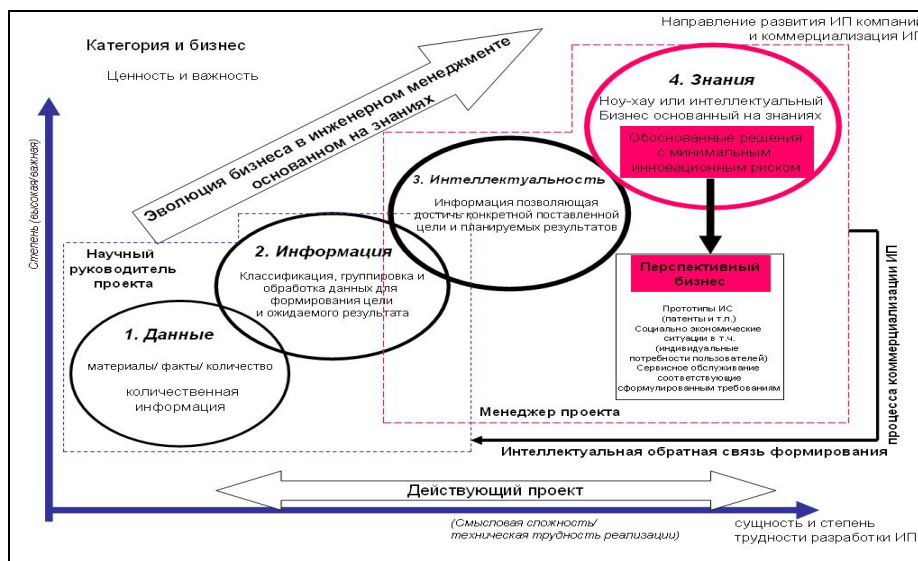 Категория и бизнес
Ценность и важность
Направление развития ИП компаний
и коммерциализация ИП
Степень (высокая/важная)
Эволюция бизнеса в инженерном менеджменте
основанном на знаниях
4. Знания
Ноу-хау или интеллектуальный
Бизнес основанный на знаниях
Обоснованные решения
с минимальным
инновационным риском
3. Интеллектуальность
Информация позволяющая
достичь конкретной поставленной
цели и планируемых результатов
Научный
руководитель
проекта
2. Информация
Классификация, группировка и
обработка данных для
формирования цели
и ожидаемого результата
1. Данные
материалы/ факты/ количество
количественная
информация
Перспективный
бизнес
Прототипы ИС
(патенты и т.п.)
Социально экономические
ситуации в т.ч.
(индивидуальные
потребности пользователей)
Сервисное обслуживание
соответствующие
сформулированным требованиям
Менеджер проекта
Интеллектуальная обратная связь формирования
процесса коммерциализации ИП
Действующий проект
(Смысловая сложность/
техническая трудность реализации)
сущность и степень
трудности разработки ИП